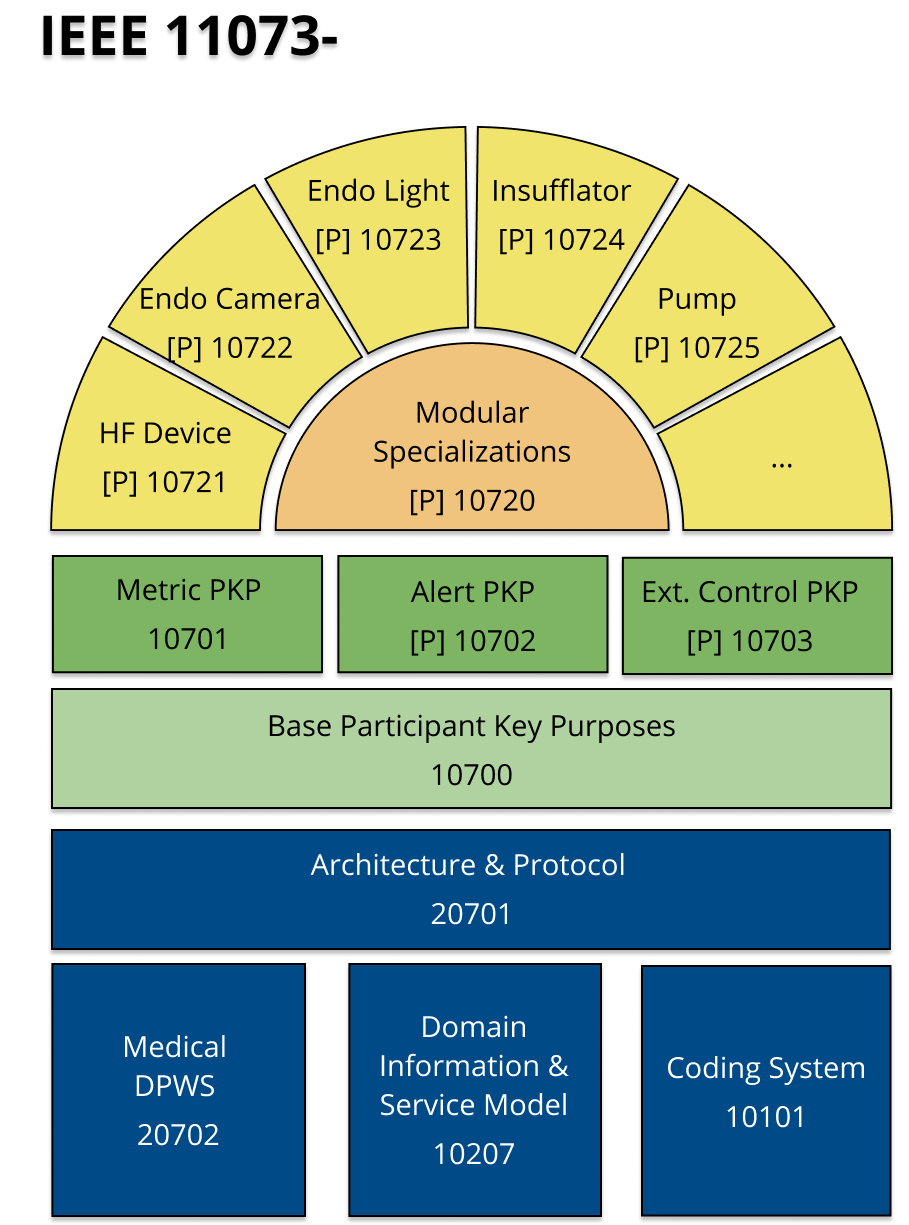 IEEE 11073-
Endo Light
[P] 10723
Insufflator
[P] 10724
Endo Camera
[P] 10722
Pump
[P] 10725
HF Device
[P] 10721
Modular
Specializations
[P] 10720
...
Metric PKP
10701
Alert PKP
[P] 10702
Ext. Control PKP
[P] 10703
Base Participant Key Purposes
10700
Architecture & Protocol
20701
Medical
DPWS
20702
Domain
Information &
Service Model
10207
Coding System
10101